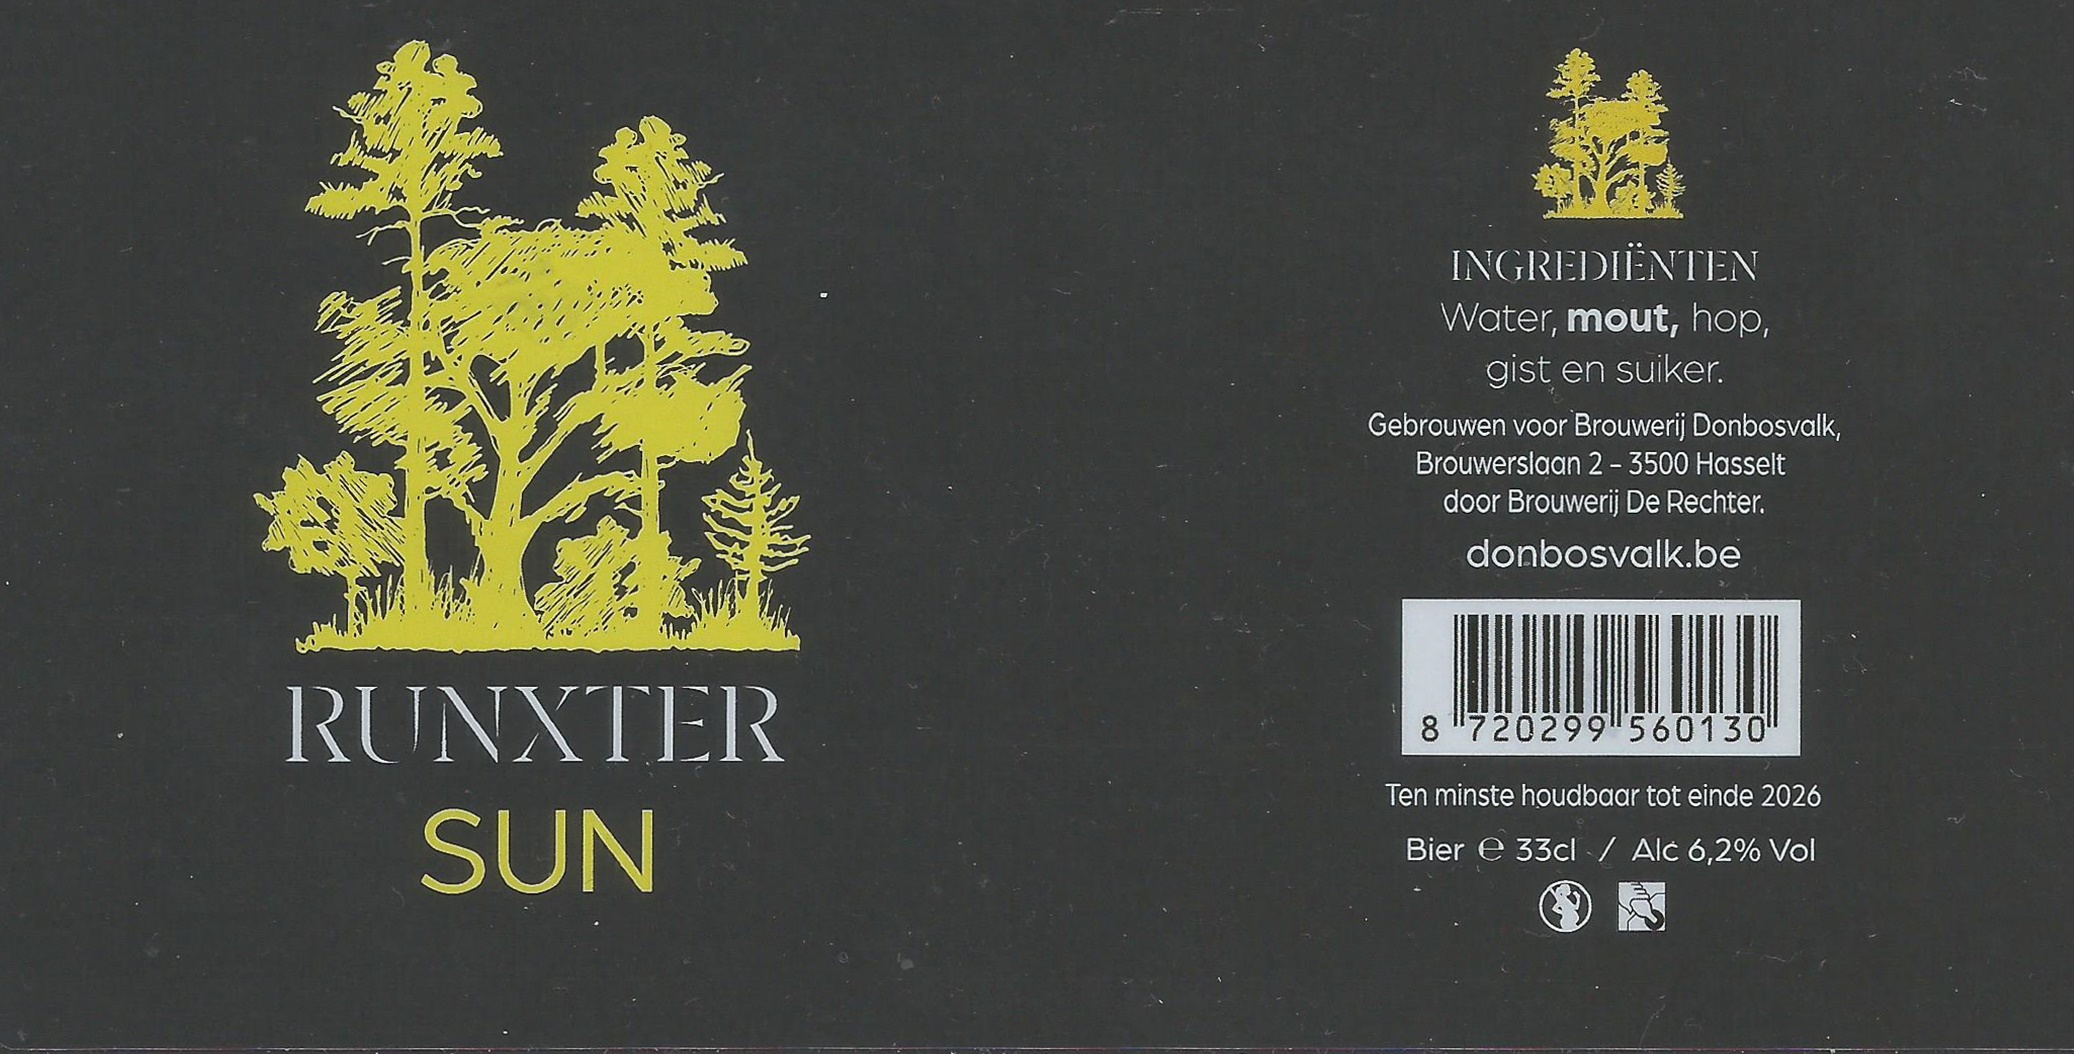 RUNXTER
SUN
INGREDIËNTEN
Water, mout, hop,
gist en suiker.
Gebrouwen voor Brouwerij Donbosvalk,
Brouwerslaan 2 - 3500 Hasselt
door Brouwerij De Rechter.
donbosvalk.be
8 720299 560130
Ten minste houdbaar tot einde 2026
Bier ℮ 33cl / Alc 6,2% Vol